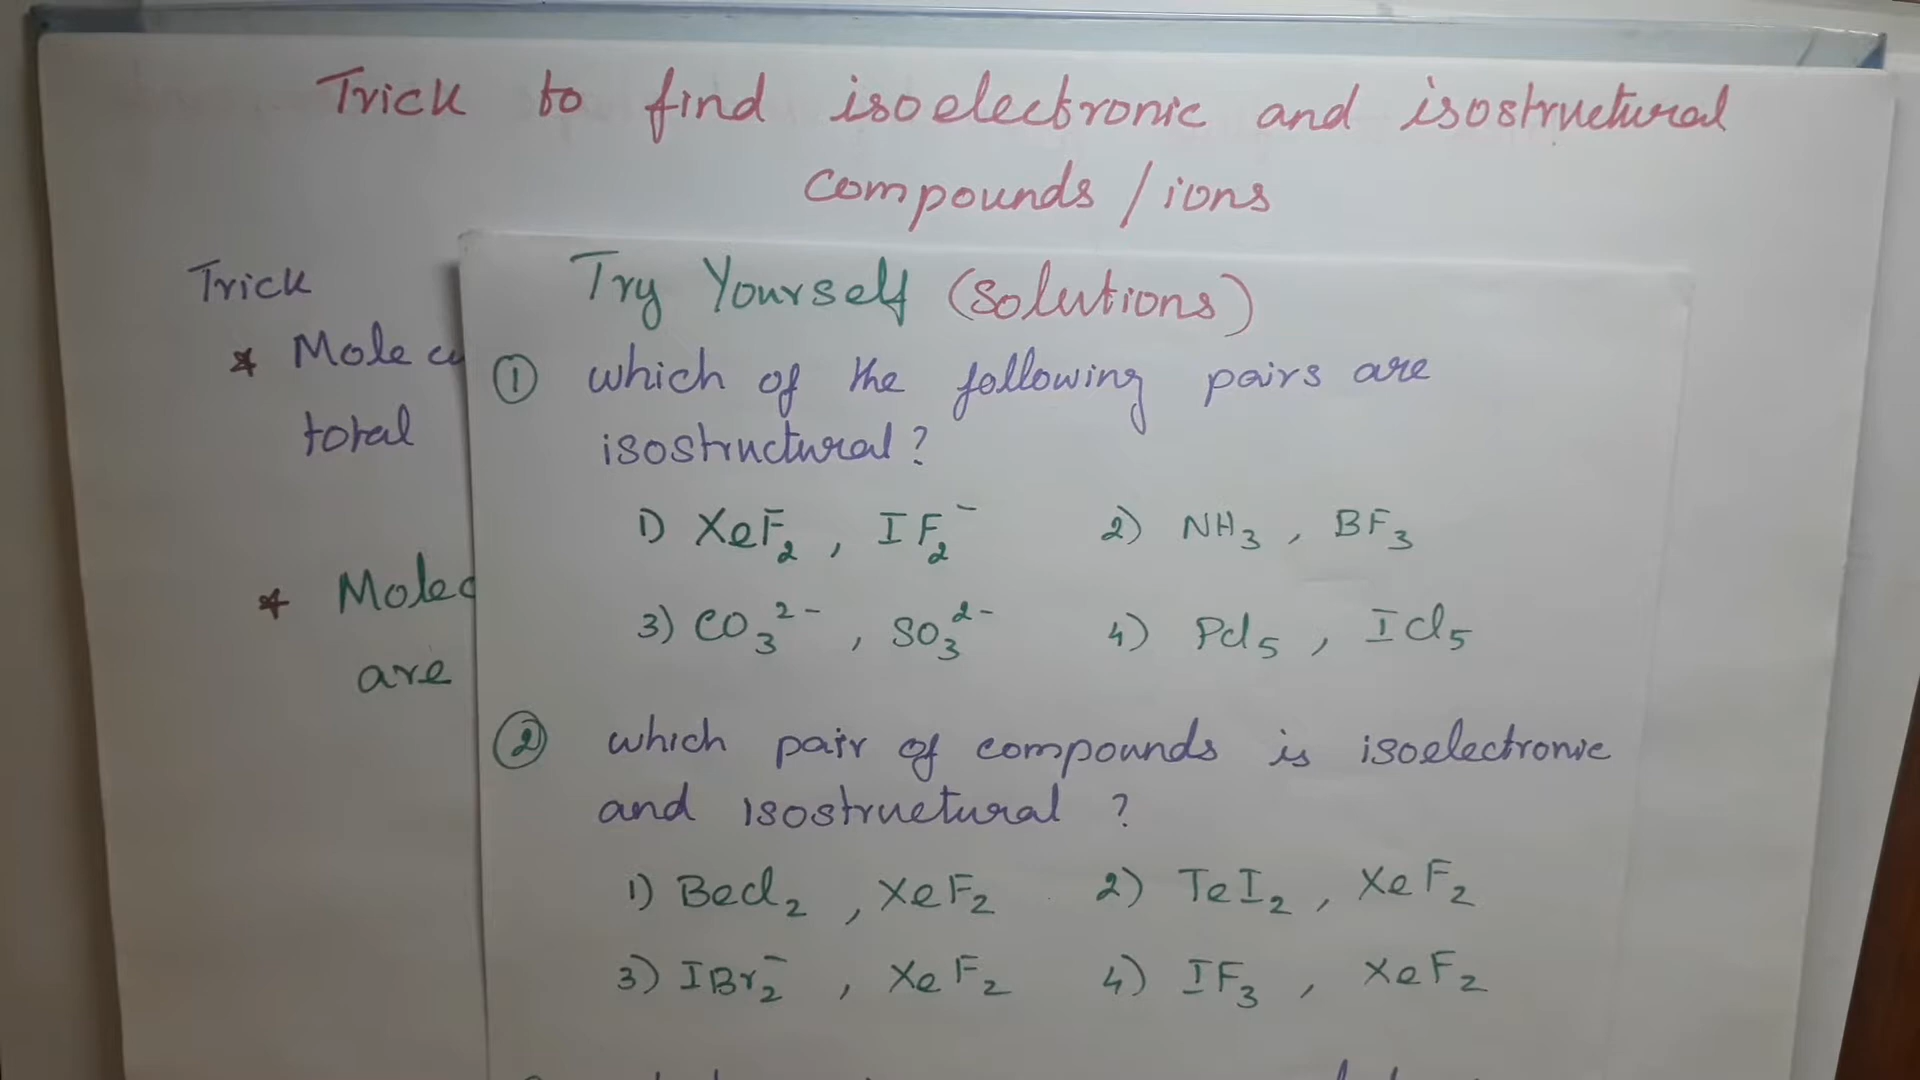 Trick to find isoelectronic and isostructural
compounds / ions
Trick
* Molecu
total
* Molec
are
Try Yourself (Solutions)
① which of the following pairs are
isostructural?
1) XeF₂ , IF₂⁻ 2) NH₃ , BF₃
3) CO₃²⁻ , SO₃²⁻ 4) PCl₅ , ICl₅
② which pair of compounds is isoelectronic
and isostructural ?
1) BeCl₂ , XeF₂ 2) TeI₂ , XeF₂
3) IBr₂⁻ , XeF₂ 4) IF₃ , XeF₂